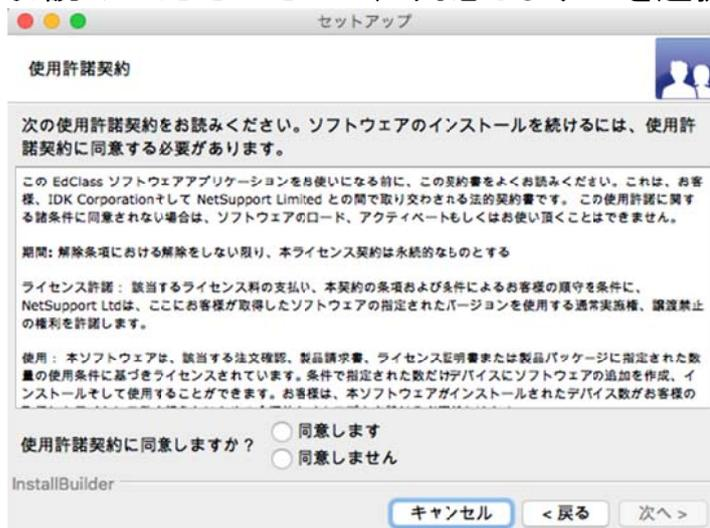 セットアップ
使用許諾契約
次の使用許諾契約をお読みください。ソフトウェアのインストールを続けるには、使用許
諾契約に同意する必要があります。
この EdClass ソフトウェアアプリケーションをお使いになる前に、この契約書をよくお読みください。これは、お客
様、IDK Corporationそして NetSupport Limited との間で取り交わされる法的契約書です。 この使用許諾に関す
る諸条件に同意されない場合は、ソフトウェアのロード、アクティベートもしくはお使い頂くことはできません。
期間: 解除条項における解除をしない限り、本ライセンス契約は永続的なものとする
ライセンス許諾： 該当するライセンス料の支払い、本契約の条項および条件によるお客様の順守を条件に、
NetSupport Ltdは、ここにお客様が取得したソフトウェアの指定されたバージョンを使用する通常実施権、譲渡禁止
の権利を許諾します。
使用： 本ソフトウェアは、該当する注文確認、製品請求書、ライセンス証明書または製品パッケージに指定された数
量の使用条件に基づきライセンスされています。条件で指定された数だけデバイスにソフトウェアの追加を作成、イ
ンストールそして使用することができます。お客様は、本ソフトウェアがインストールされたデバイス数がお客様の
使用許諾契約に同意しますか？
同意します
同意しません
InstallBuilder
キャンセル
< 戻る
次へ >